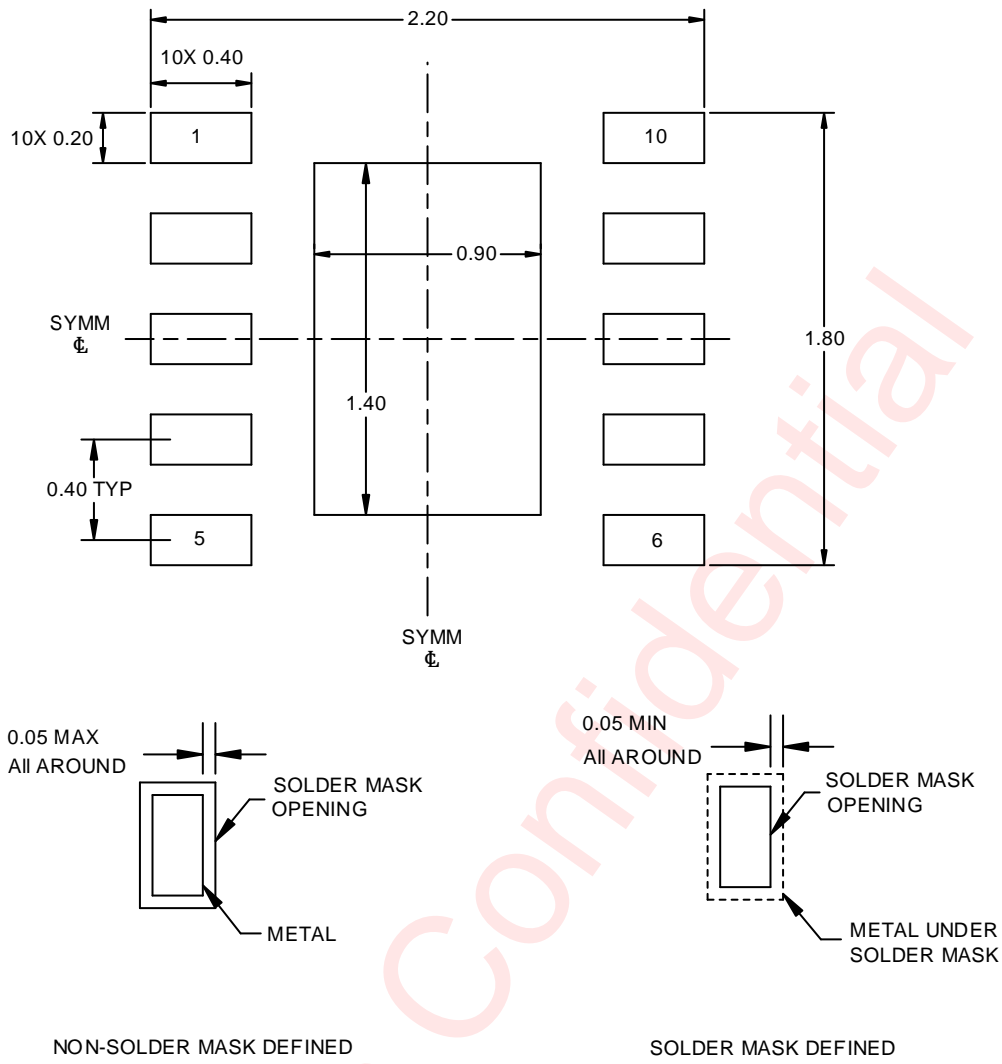 2.20
10X 0.40
10X 0.20
1
10
0.90
SYMM
℄
1.80
1.40
0.40 TYP
5
6
SYMM
℄
0.05 MAX
All AROUND
SOLDER MASK
OPENING
METAL
0.05 MIN
All AROUND
SOLDER MASK
OPENING
METAL UNDER
SOLDER MASK
NON-SOLDER MASK DEFINED
SOLDER MASK DEFINED
Confidential